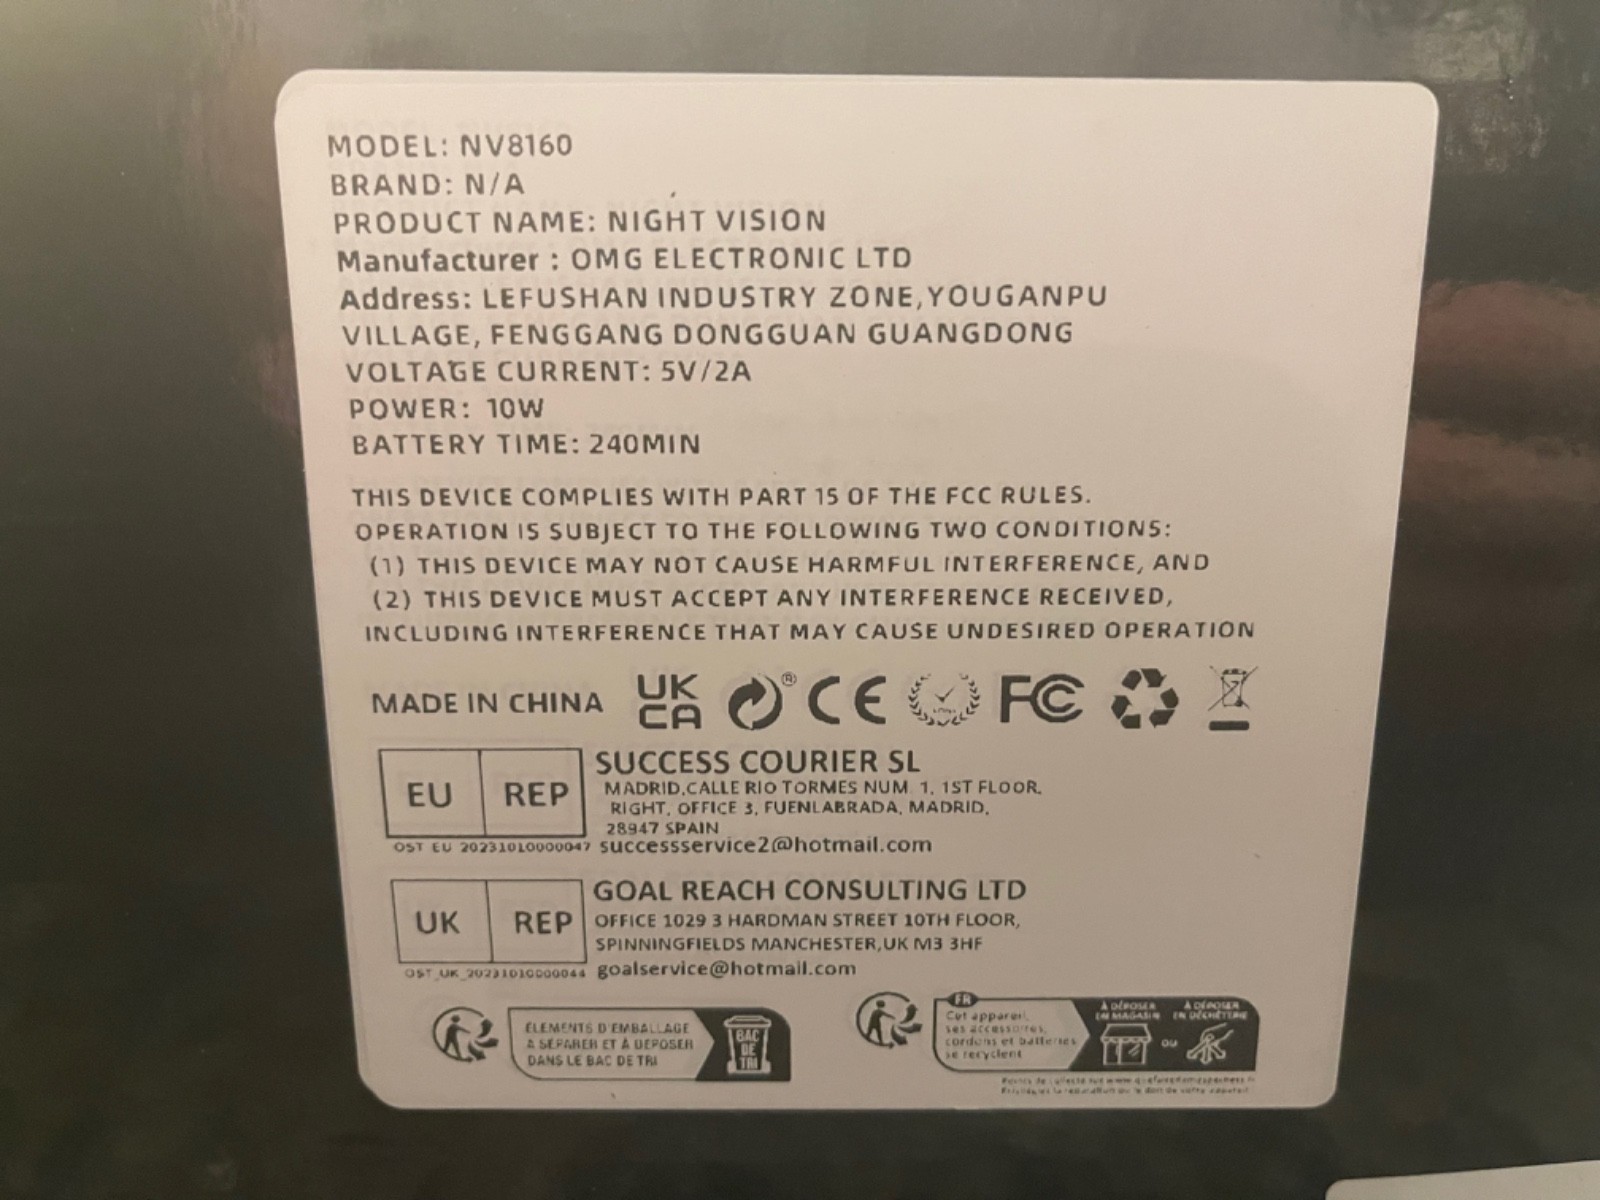 MODEL: NV8160
BRAND: N/A
PRODUCT NAME: NIGHT VISION
Manufacturer : OMG ELECTRONIC LTD
Address: LEFUSHAN INDUSTRY ZONE,YOUGANPU
VILLAGE, FENGGANG DONGGUAN GUANGDONG
VOLTAGE CURRENT: 5V/2A
POWER: 10W
BATTERY TIME: 240MIN
THIS DEVICE COMPLIES WITH PART 15 OF THE FCC RULES.
OPERATION IS SUBJECT TO THE FOLLOWING TWO CONDITIONS:
(1) THIS DEVICE MAY NOT CAUSE HARMFUL INTERFERENCE, AND
(2) THIS DEVICE MUST ACCEPT ANY INTERFERENCE RECEIVED,
INCLUDING INTERFERENCE THAT MAY CAUSE UNDESIRED OPERATION
MADE IN CHINA UK CA ® CE FC
EU REP
SUCCESS COURIER SL
MADRID,CALLE RIO TORMES NUM. 1, 1ST FLOOR,
RIGHT, OFFICE 3, FUENLABRADA, MADRID,
28947 SPAIN
OST_EU_20231010000047 successservice2@hotmail.com
UK REP
GOAL REACH CONSULTING LTD
OFFICE 1029 3 HARDMAN STREET 10TH FLOOR,
SPINNINGFIELDS MANCHESTER,UK M3 3HF
OST_UK_20231010000044 goalservice@hotmail.com
ÉLÉMENTS D'EMBALLAGE
À SÉPARER ET À DÉPOSER
DANS LE BAC DE TRI
BAC
DE
TRI
FR
Cet appareil,
ses accessoires,
cordons et batteries
se recyclent
À DÉPOSER
EN MAGASIN
OU
À DÉPOSER
EN DÉCHÈTERIE